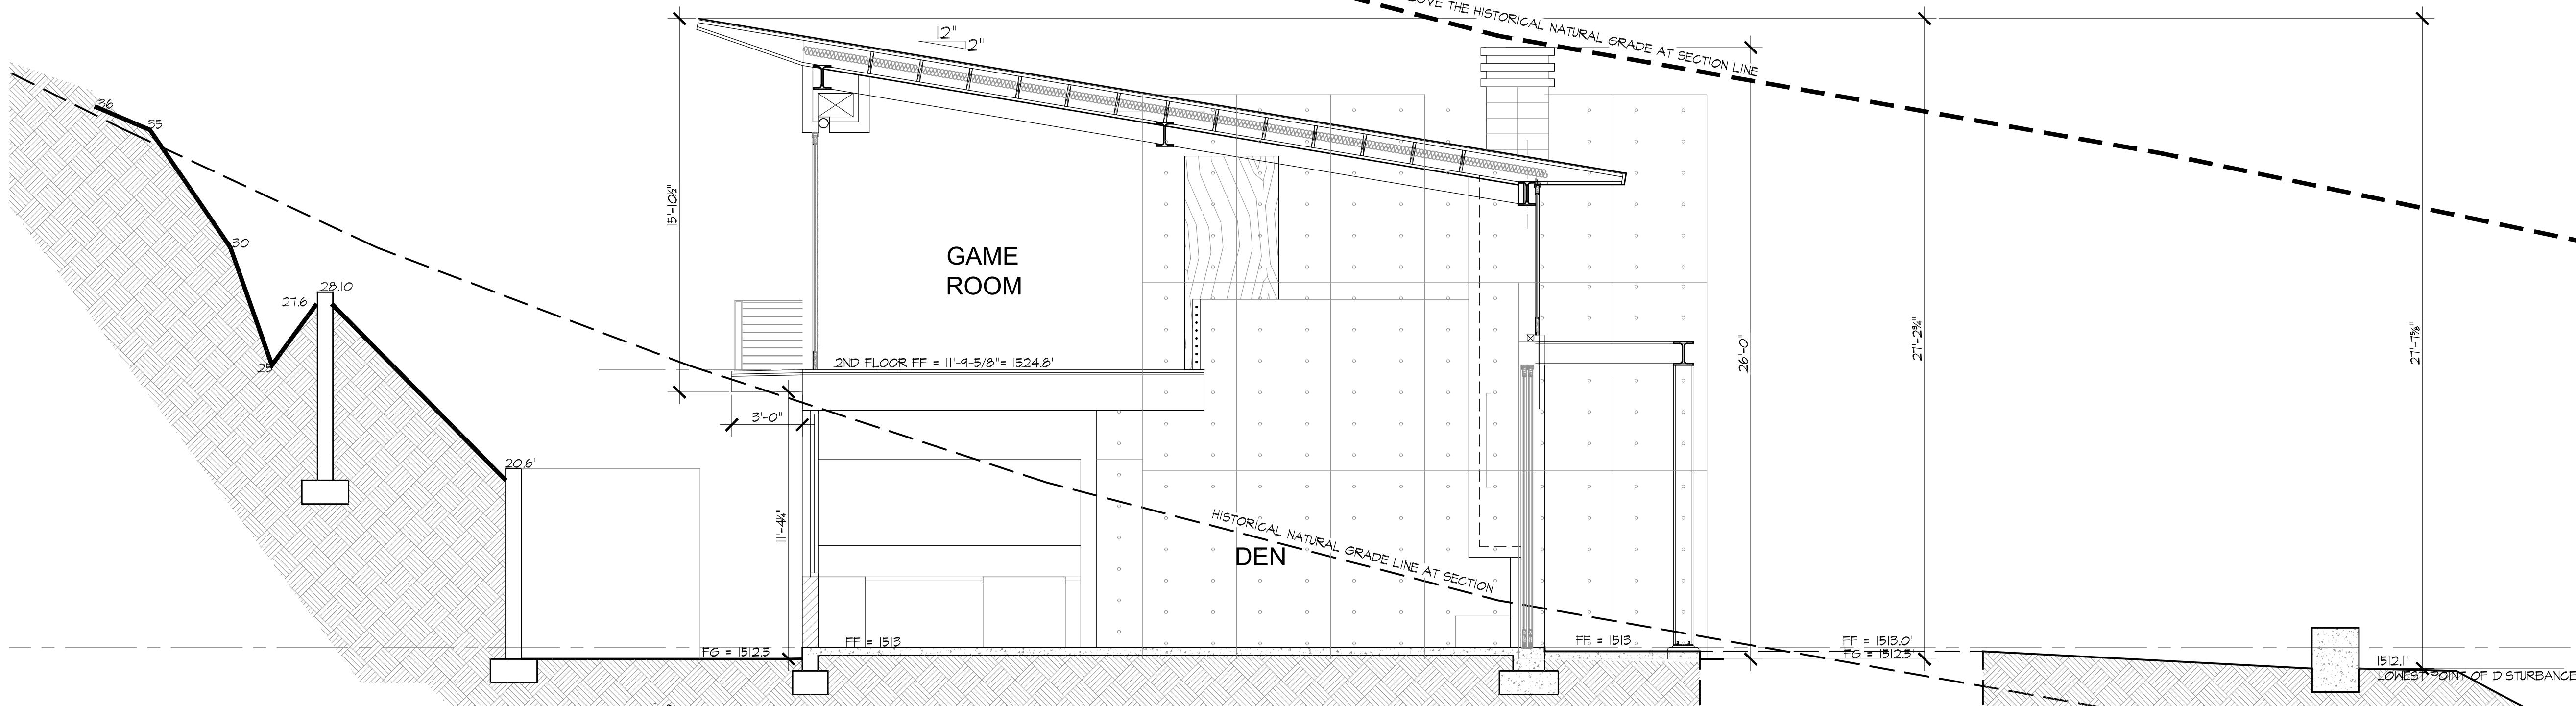 OVE THE HISTORICAL NATURAL GRADE AT SECTION LINE
12"
2"
36
35
30
28.10
27.6
25
20.6'
15'-10½"
GAME
ROOM
2ND FLOOR FF = 11'-9-5/8"= 1524.8'
3'-0"
11'-4¼"
HISTORICAL NATURAL GRADE LINE AT SECTION
DEN
26'-0"
27'-2¾"
27'-7⅝"
FG = 1512.5
FF = 1513
FF = 1513
FF = 1513.0'
FG = 1512.5'
1512.1'
LOWEST POINT OF DISTURBANCE